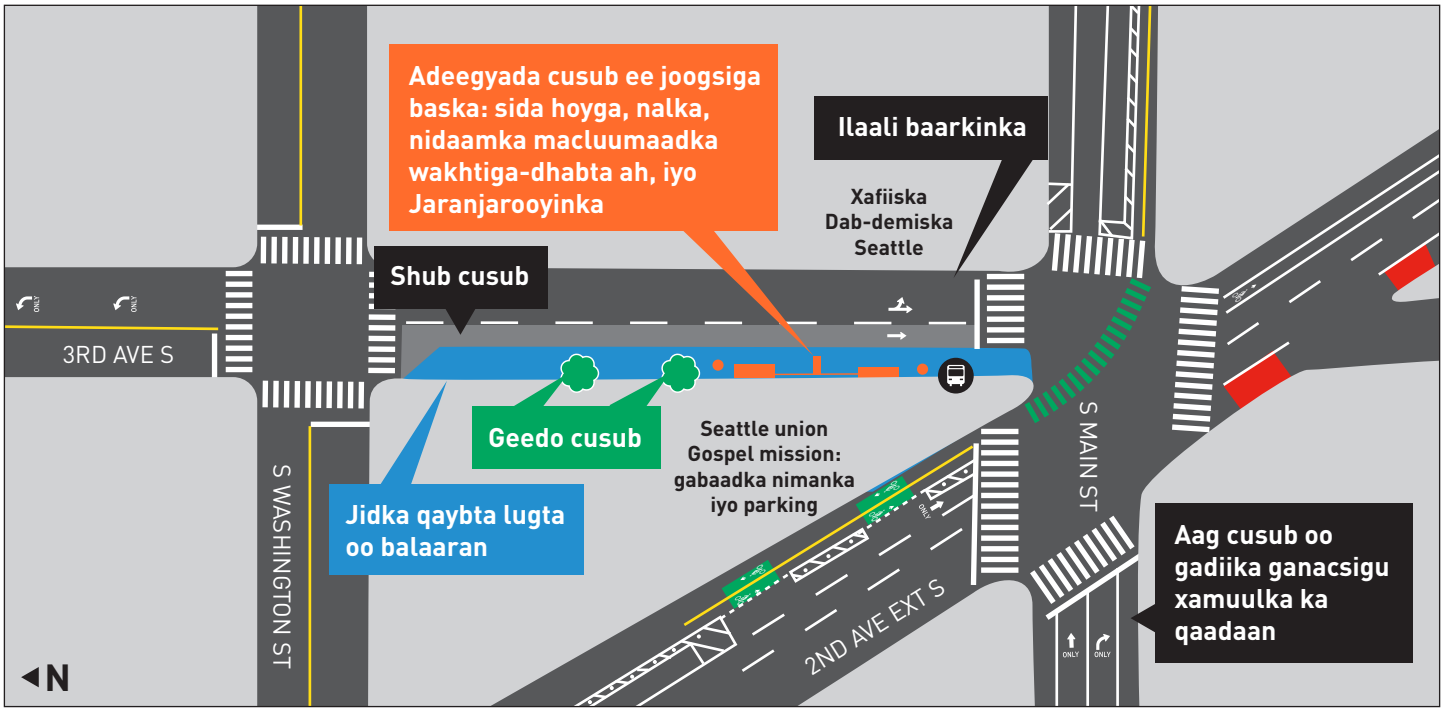 Adeegyada cusub ee joogsiga
baska: sida hoyga, nalka,
nidaamka macluumaadka
wakhtiga-dhabta ah, iyo
Jaranjarooyinka
Ilaali baarkinka
Xafiiska
Dab-demiska
Seattle
Shub cusub
ONLY
ONLY
3RD AVE S
Geedo cusub
Seattle union
Gospel mission:
gabaadka nimanka
iyo parking
Jidka qaybta lugta
oo balaaran
S WASHINGTON ST
S MAIN ST
2ND AVE EXT S
ONLY
ONLY
ONLY
Aag cusub oo
gadiika ganacsigu
xamuulka ka
qaadaan
N